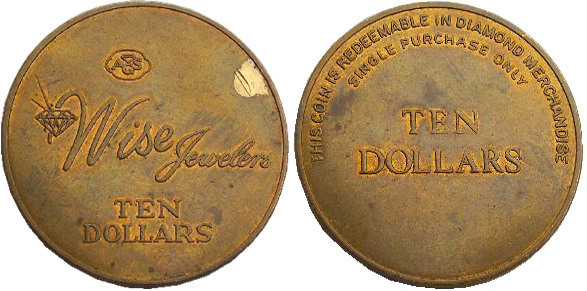 AGS
Wise Jewelers
TEN
DOLLARS
THIS COIN IS REDEEMABLE IN DIAMOND MERCHANDISE
SINGLE PURCHASE ONLY
TEN
DOLLARS